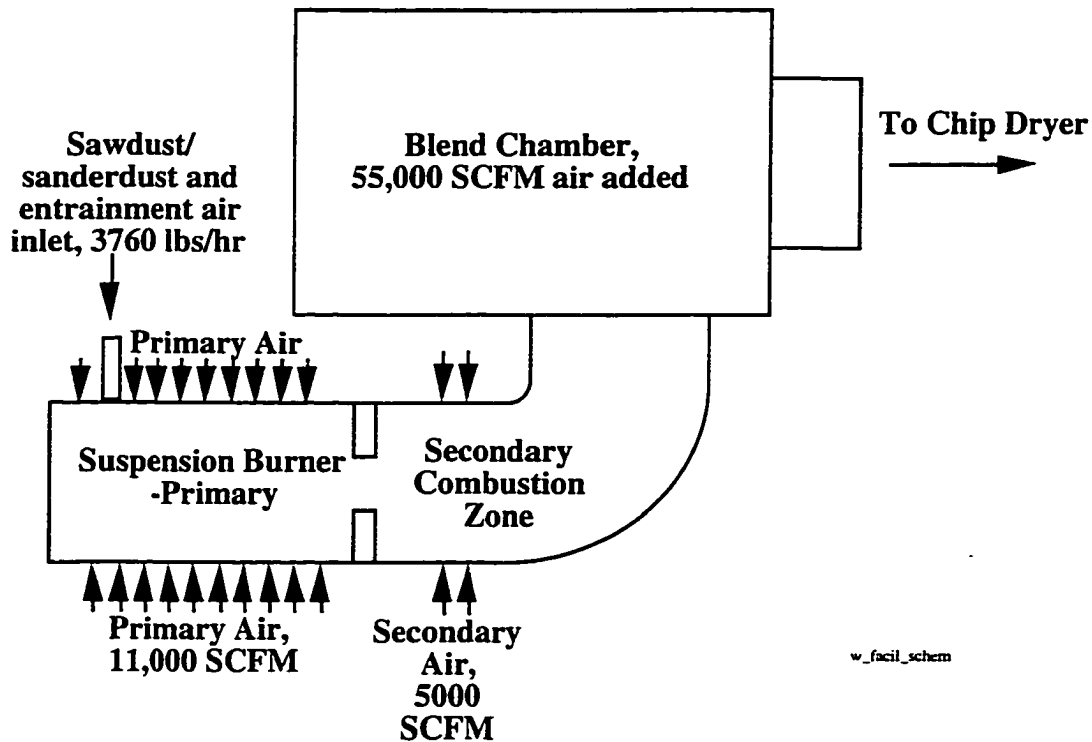 Blend Chamber,
55,000 SCFM air added
To Chip Dryer
Sawdust/
sanderdust and
entrainment air
inlet, 3760 lbs/hr
Primary Air
Suspension Burner
-Primary
Secondary
Combustion
Zone
Primary Air,
11,000 SCFM
Secondary
Air,
5000
SCFM
w_facil_schem